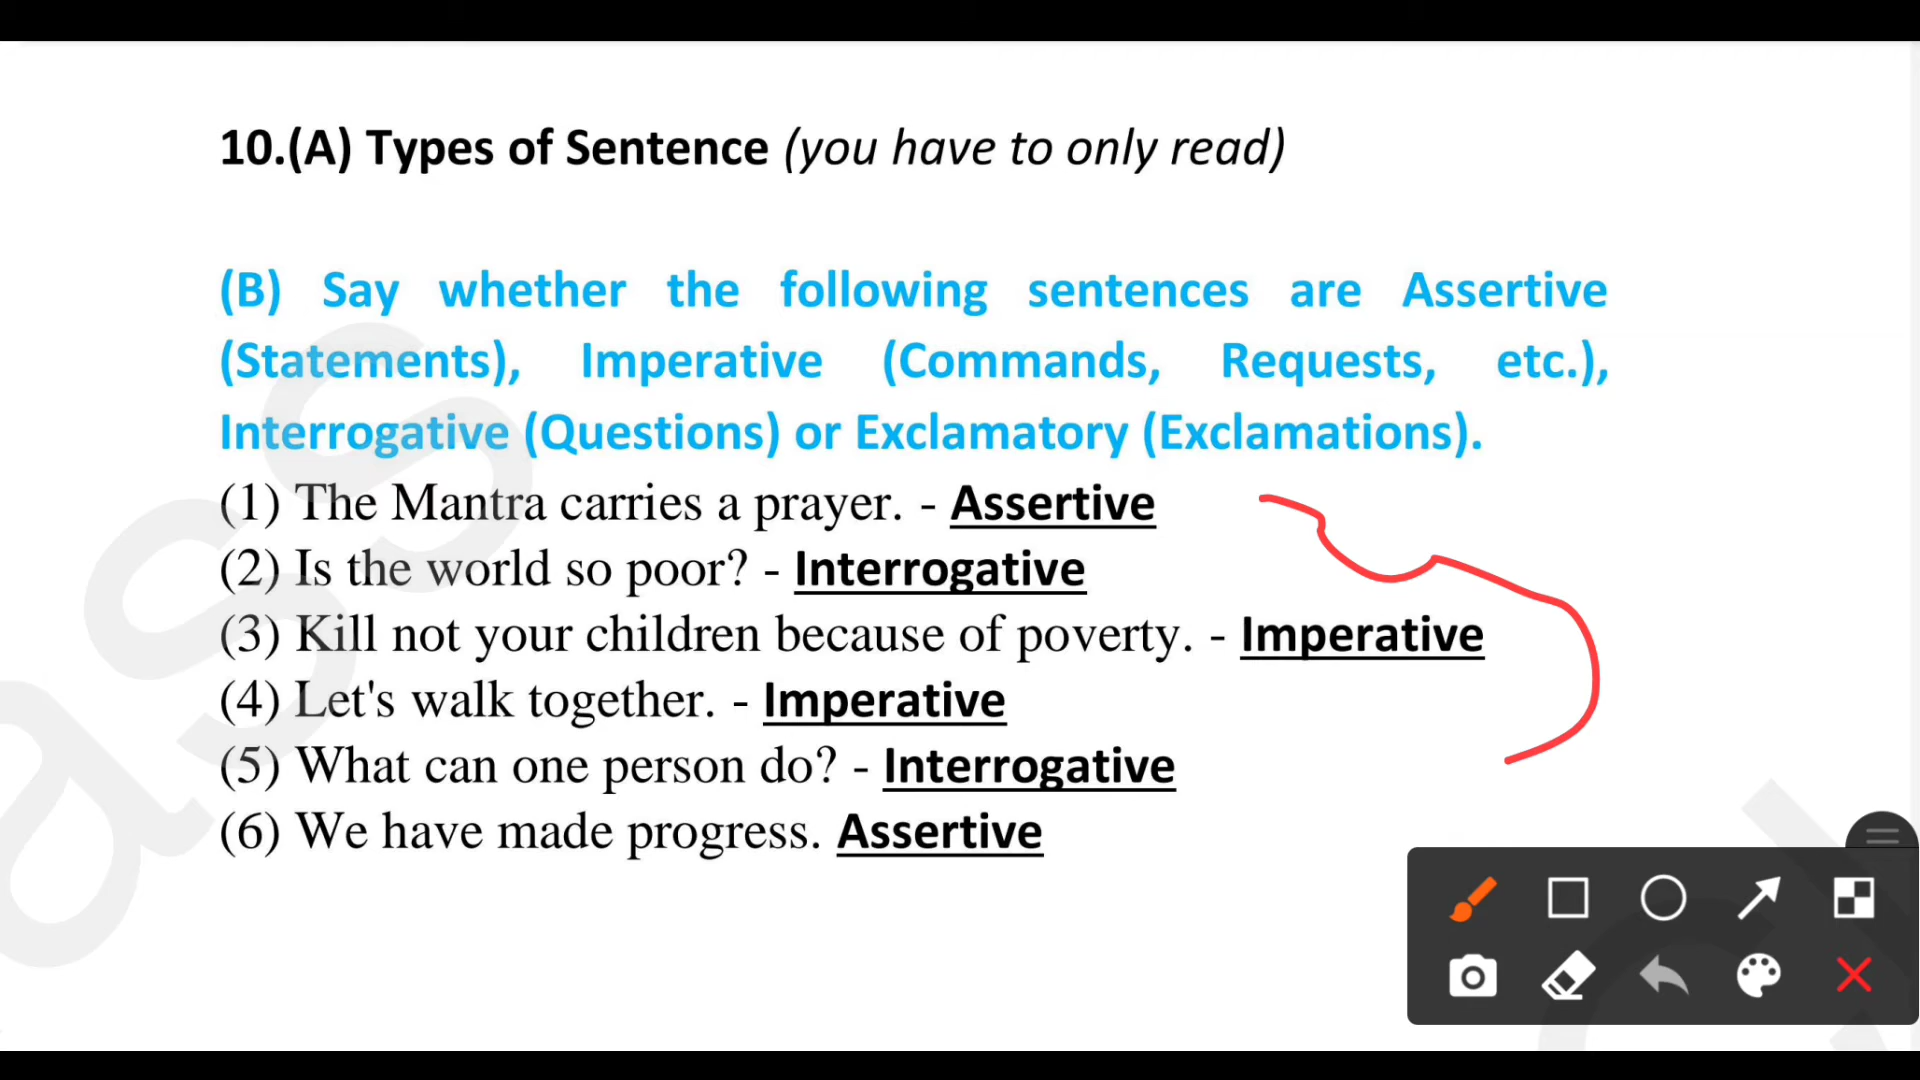 10.(A) Types of Sentence (you have to only read)
(B) Say whether the following sentences are Assertive
(Statements), Imperative (Commands, Requests, etc.),
Interrogative (Questions) or Exclamatory (Exclamations).
(1) The Mantra carries a prayer. - Assertive
(2) Is the world so poor? - Interrogative
(3) Kill not your children because of poverty. - Imperative
(4) Let's walk together. - Imperative
(5) What can one person do? - Interrogative
(6) We have made progress. Assertive